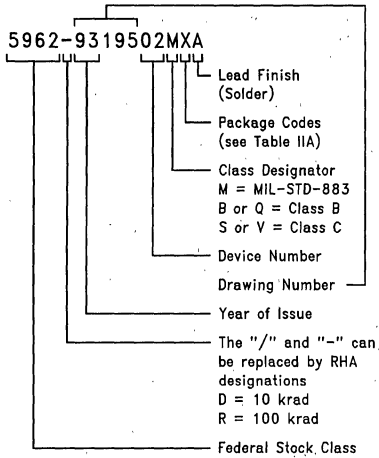 5962-9319502MXA
Lead Finish
(Solder)
Package Codes
(see Table IIA)
Class Designator
M = MIL-STD-883
B or Q = Class B
S or V = Class C
Device Number
Drawing Number
Year of Issue
The "/" and "-" can
be replaced by RHA
designations
D = 10 krad
R = 100 krad
Federal Stock Class